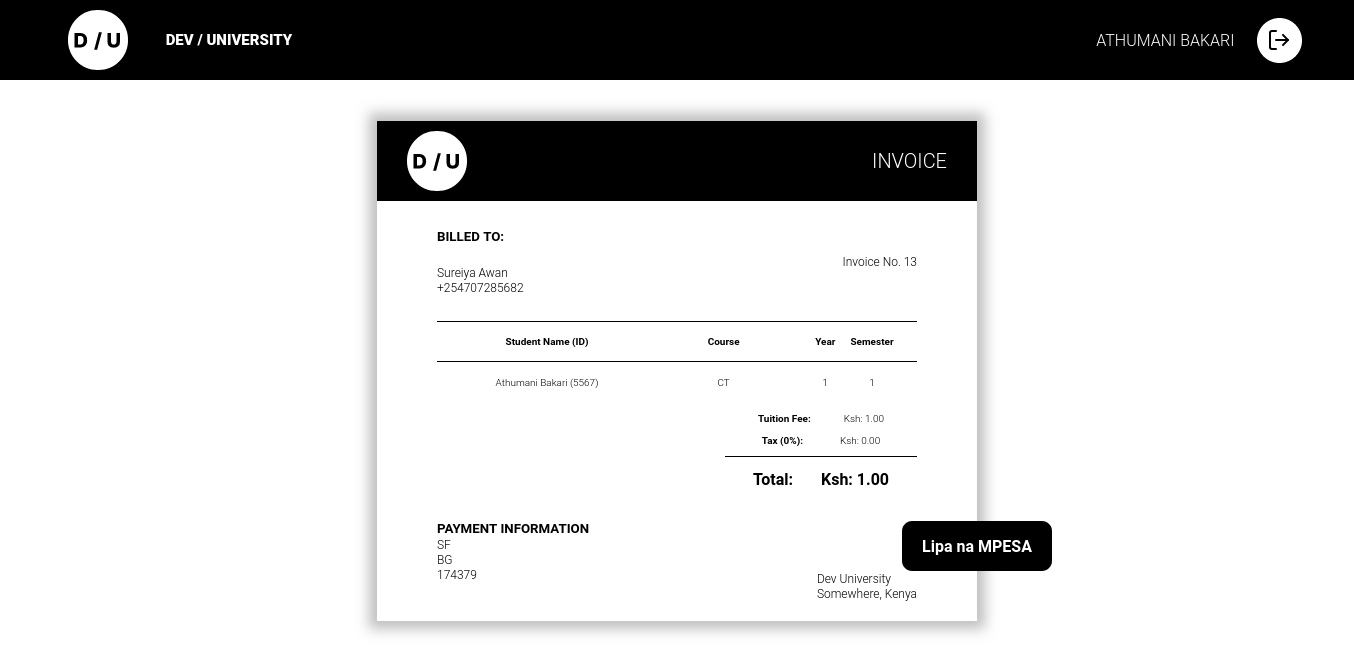 D / U
DEV / UNIVERSITY
ATHUMANI BAKARI
D / U
INVOICE
BILLED TO:
Invoice No. 13
Sureiya Awan
+254707285682
Student Name (ID) Course Year Semester
Athumani Bakari (5567) CT 1 1
Tuition Fee: Ksh: 1.00
Tax (0%): Ksh: 0.00
Total: Ksh: 1.00
PAYMENT INFORMATION
SF
BG
174379
Lipa na MPESA
Dev University
Somewhere, Kenya